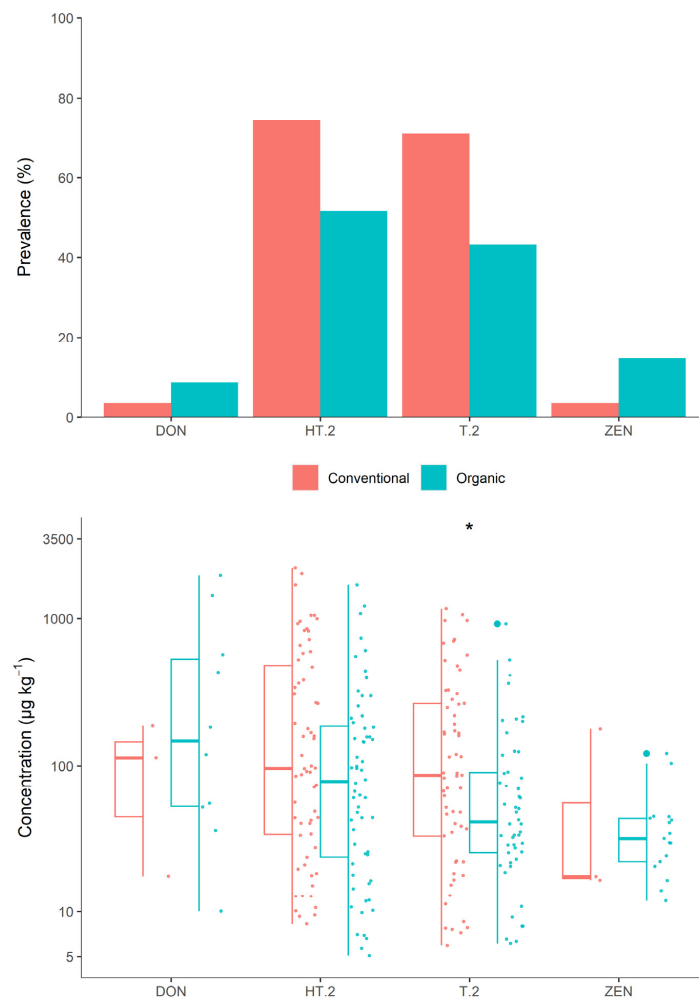 100
80
60
40
20
0
Prevalence (%)
DON HT.2 T.2 ZEN
Conventional Organic
*
3500
1000
100
10
5
Concentration (µg kg⁻¹)
DON HT.2 T.2 ZEN